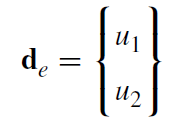 d_e = { u_1
u_2 }